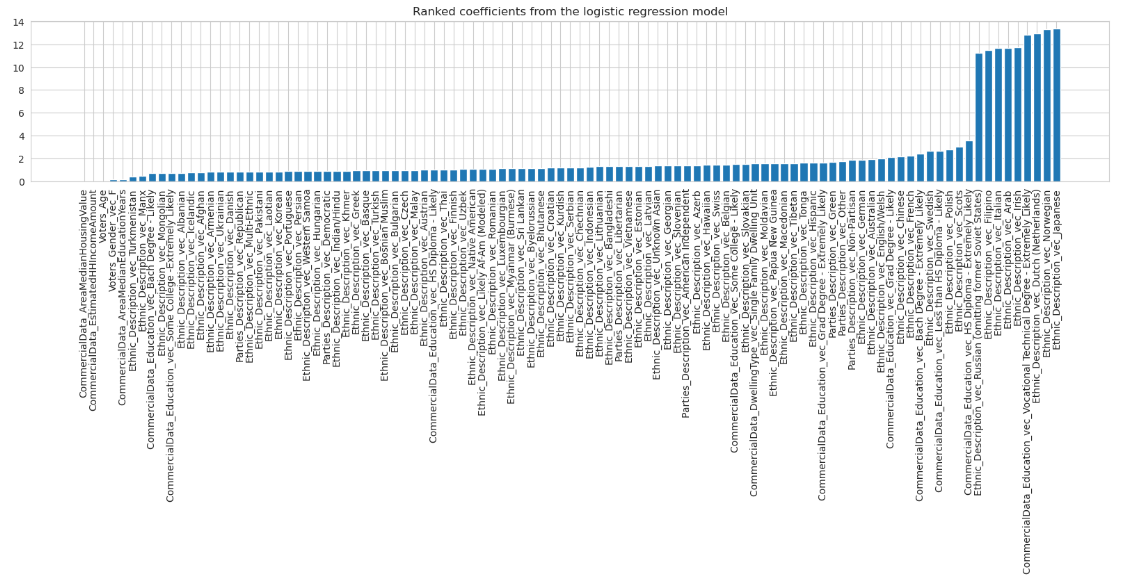 Ranked coefficients from the logistic regression model
14
12
10
8
6
4
2
0
CommercialData_AreaMedianHousingValue
CommercialData_EstimatedHHIncomeAmount
Voters_Age
Voters_Gender_vec_F
CommercialData_AreaMedianEducationYears
Ethnic_Description_vec_Turkmenistan
Ethnic_Description_vec_Manx
CommercialData_Education_vec_Bach Degree - Likely
Ethnic_Description_vec_Mongolian
CommercialData_Education_vec_Some College - Extremely Likely
Ethnic_Description_vec_Albanian
Ethnic_Description_vec_Icelandic
Ethnic_Description_vec_Afghan
Ethnic_Description_vec_Armenian
Ethnic_Description_vec_Ukrainian
Ethnic_Description_vec_Danish
Parties_Description_vec_Republican
Ethnic_Description_vec_Multi-Ethnic
Ethnic_Description_vec_Pakistani
Ethnic_Description_vec_Laotian
Ethnic_Description_vec_Korean
Ethnic_Description_vec_Portuguese
Ethnic_Description_vec_Persian
Ethnic_Description_vec_Western Samoa
Ethnic_Description_vec_Hungarian
Parties_Description_vec_Democratic
Ethnic_Description_vec_Indian/Hindu
Ethnic_Description_vec_Khmer
Ethnic_Description_vec_Greek
Ethnic_Description_vec_Basque
Ethnic_Description_vec_Turkish
Ethnic_Description_vec_Bosnian Muslim
Ethnic_Description_vec_Bulgarian
Ethnic_Description_vec_Czech
Ethnic_Description_vec_Malay
Ethnic_Description_vec_Austrian
CommercialData_Education_vec_HS Diploma - Likely
Ethnic_Description_vec_Thai
Ethnic_Description_vec_Finnish
Ethnic_Description_vec_Uzbek
Ethnic_Description_vec_Native American
Ethnic_Description_vec_Likely Af-Am (Modeled)
Ethnic_Description_vec_Romanian
Ethnic_Description_vec_Luxembourgian
Ethnic_Description_vec_Myanmar (Burmese)
Ethnic_Description_vec_Sri Lankan
Ethnic_Description_vec_Byelorussian
Ethnic_Description_vec_Bhutanese
Ethnic_Description_vec_Croatian
Ethnic_Description_vec_Kurdish
Ethnic_Description_vec_Serbian
Ethnic_Description_vec_Chechnian
Ethnic_Description_vec_Indonesian
Ethnic_Description_vec_Lithuanian
Ethnic_Description_vec_Bangladeshi
Parties_Description_vec_Libertarian
Ethnic_Description_vec_Vietnamese
Ethnic_Description_vec_Estonian
Ethnic_Description_vec_Latvian
Ethnic_Description_vec_Unknown Asian
Ethnic_Description_vec_Georgian
Ethnic_Description_vec_Slovenian
Parties_Description_vec_American Independent
Ethnic_Description_vec_Azerb
Ethnic_Description_vec_Hawaiian
Ethnic_Description_vec_Swiss
Ethnic_Description_vec_Belgian
CommercialData_Education_vec_Some College - Likely
Ethnic_Description_vec_Slovakian
CommercialData_DwellingType_vec_Single Family Dwelling Unit
Ethnic_Description_vec_Moldavian
Ethnic_Description_vec_Papua New Guinea
Ethnic_Description_vec_Macedonian
Ethnic_Description_vec_Tibetan
Ethnic_Description_vec_Tonga
Ethnic_Description_vec_Hispanic
CommercialData_Education_vec_Grad Degree - Extremely Likely
Parties_Description_vec_Green
Parties_Description_vec_Other
Parties_Description_vec_Non-Partisan
Ethnic_Description_vec_German
Ethnic_Description_vec_Italian
Ethnic_Description_vec_English/Welsh
CommercialData_Education_vec_Grad Degree - Likely
Ethnic_Description_vec_Chinese
Ethnic_Description_vec_French
CommercialData_Education_vec_Bach Degree - Extremely Likely
Ethnic_Description_vec_Swedish
CommercialData_Education_vec_Less than HS Diploma - Likely
Ethnic_Description_vec_Polish
Ethnic_Description_vec_Scots
CommercialData_Education_vec_HS Diploma - Extremely Likely
Ethnic_Description_vec_Russian (omitting former Soviet States)
Ethnic_Description_vec_Filipino
Ethnic_Description_vec_Arab
Ethnic_Description_vec_Irish
CommercialData_Education_vec_Vocational Technical Degree - Extremely Likely
Ethnic_Description_vec_Dutch (Netherlands)
Ethnic_Description_vec_Norwegian
Ethnic_Description_vec_Japanese